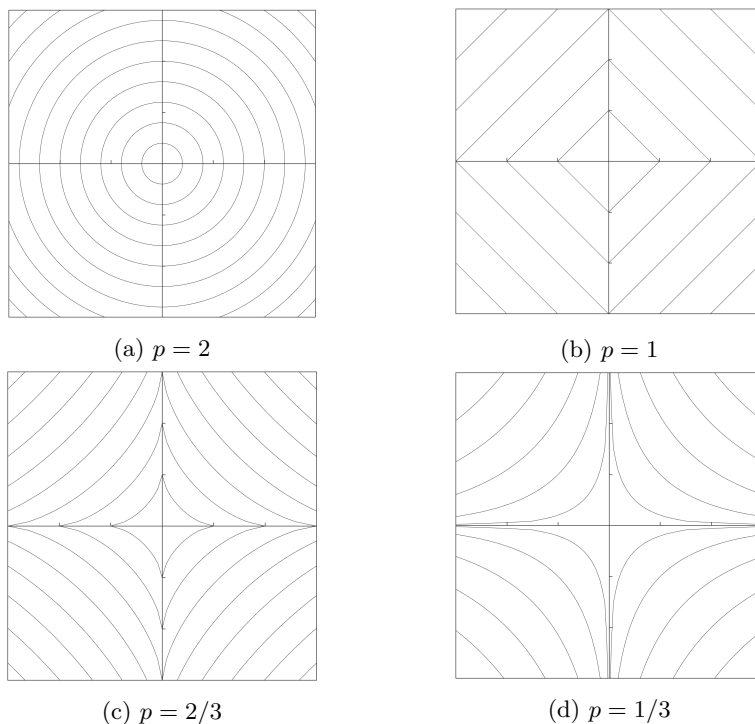 (a) p = 2
(b) p = 1
(c) p = 2/3
(d) p = 1/3